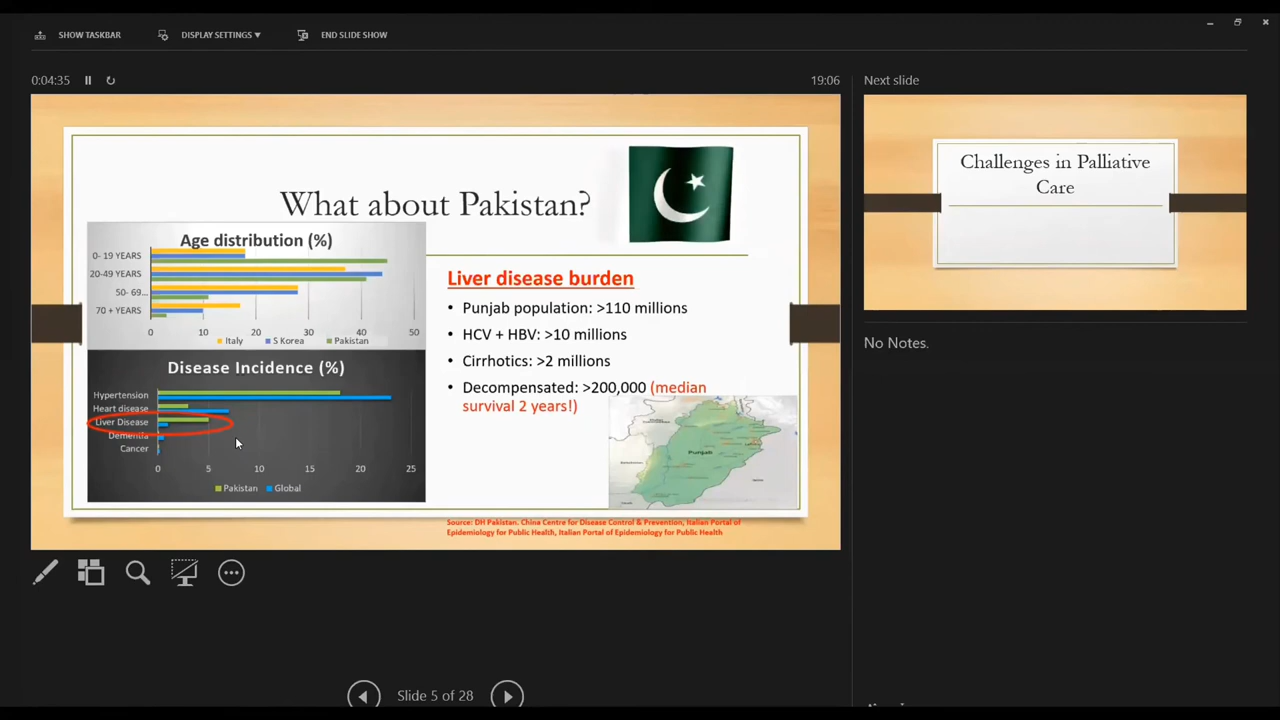 SHOW TASKBAR
DISPLAY SETTINGS ▾
END SLIDE SHOW
0:04:35
19:06
What about Pakistan?
Age distribution (%)
0- 19 YEARS
20-49 YEARS
50- 69...
70 + YEARS
0 10 20 30 40 50
Italy S Korea Pakistan
Disease Incidence (%)
Hypertension
Heart disease
Liver Disease
Dementia
Cancer
0 5 10 15 20 25
Pakistan Global
Liver disease burden
• Punjab population: >110 millions
• HCV + HBV: >10 millions
• Cirrhotics: >2 millions
• Decompensated: >200,000 (median
survival 2 years!)
Punjab
Source: DH Pakistan. China Centre for Disease Control & Prevention, Italian Portal of
Epidemiology for Public Health, Italian Portal of Epidemiology for Public Health
Slide 5 of 28
Next slide
Challenges in Palliative
Care
No Notes.